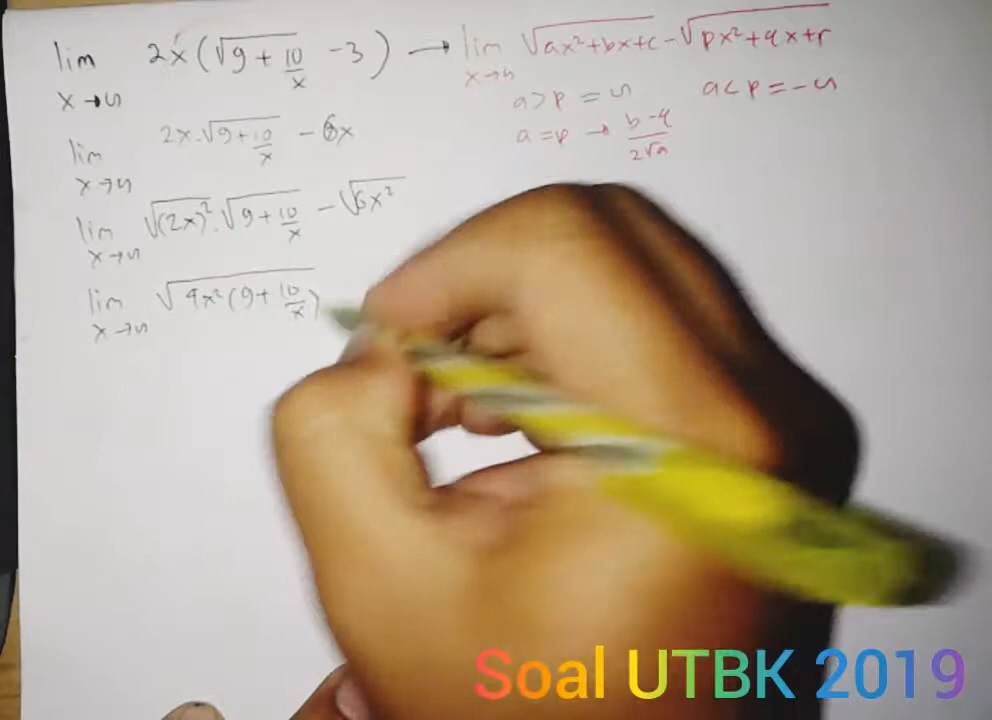 lim 2x(√9+10/x -3) → lim √ax²+bx+c - √px²+qx+r
x→∞ x→∞
a>p = ∞ a<p = -∞
lim 2x.√9+10/x - 6x a=p → b-q/2√a
x→∞
lim √(2x)².√9+10/x - √6x²
x→∞
lim √4x²(9+10/x)
x→∞
Soal UTBK 2019